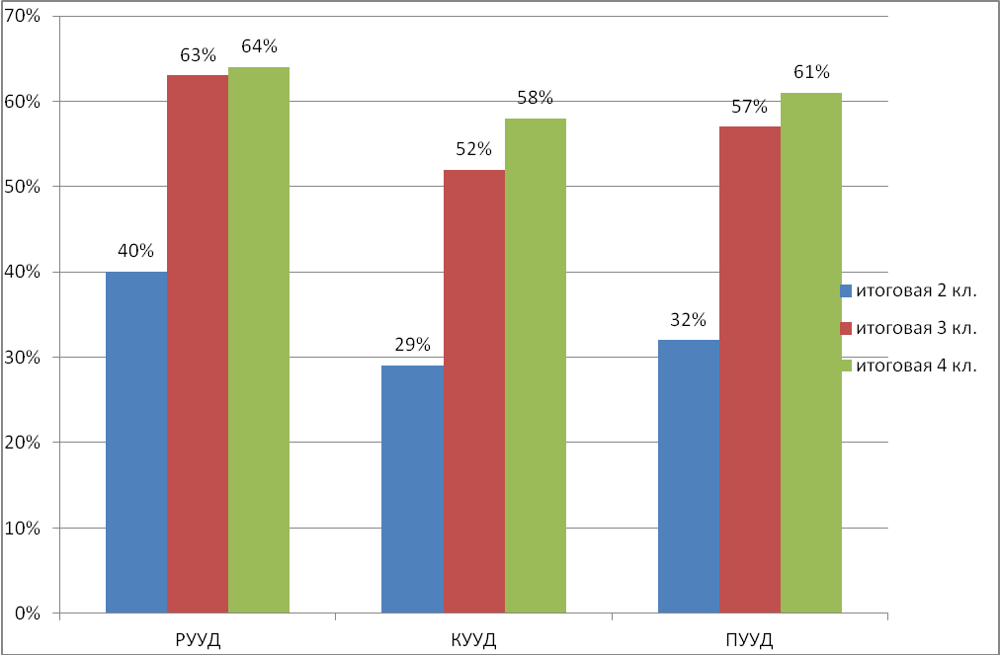 70%
60%
50%
40%
30%
20%
10%
0%
40%
63%
64%
29%
52%
58%
32%
57%
61%
РУУД
КУУД
ПУУД
итоговая 2 кл.
итоговая 3 кл.
итоговая 4 кл.